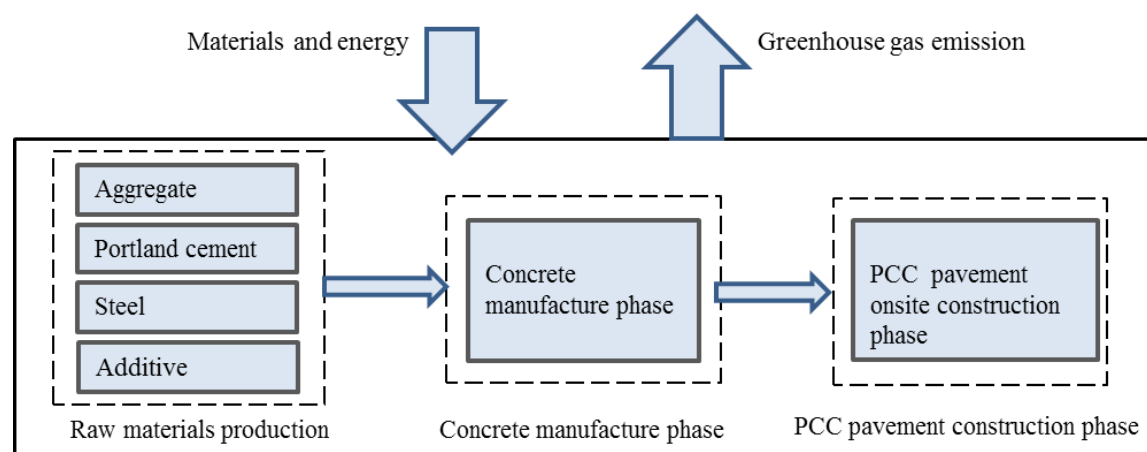 Materials and energy
Greenhouse gas emission
Aggregate
Portland cement
Steel
Additive
Raw materials production
Concrete
manufacture phase
Concrete manufacture phase
PCC pavement
onsite construction
phase
PCC pavement construction phase